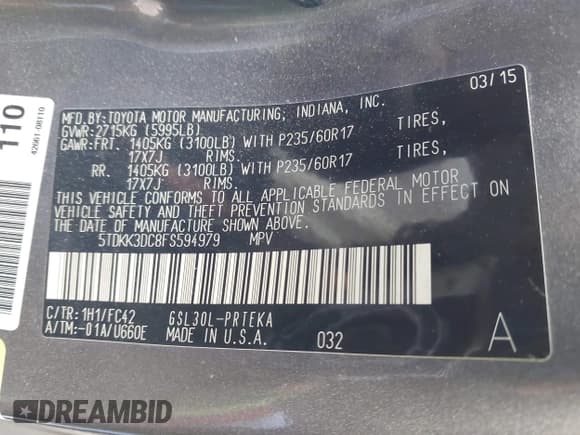 03/15
MFD.BY:TOYOTA MOTOR MANUFACTURING, INDIANA, INC.
GVWR:2715KG (5995LB)
GAWR:FRT. 1405KG (3100LB) WITH P235/60R17 TIRES,
17X7J RIMS.
RR. 1405KG (3100LB) WITH P235/60R17 TIRES,
17X7J RIMS.
THIS VEHICLE CONFORMS TO ALL APPLICABLE FEDERAL MOTOR
VEHICLE SAFETY AND THEFT PREVENTION STANDARDS IN EFFECT ON
THE DATE OF MANUFACTURE SHOWN ABOVE.
5TDKK3DC8FS594979 MPV
C/TR: 1H1/FC42 GSL30L-PRTEKA
A/TM:-01A/U660E MADE IN U.S.A. 032 A
110
42661-08110
DREAMBID